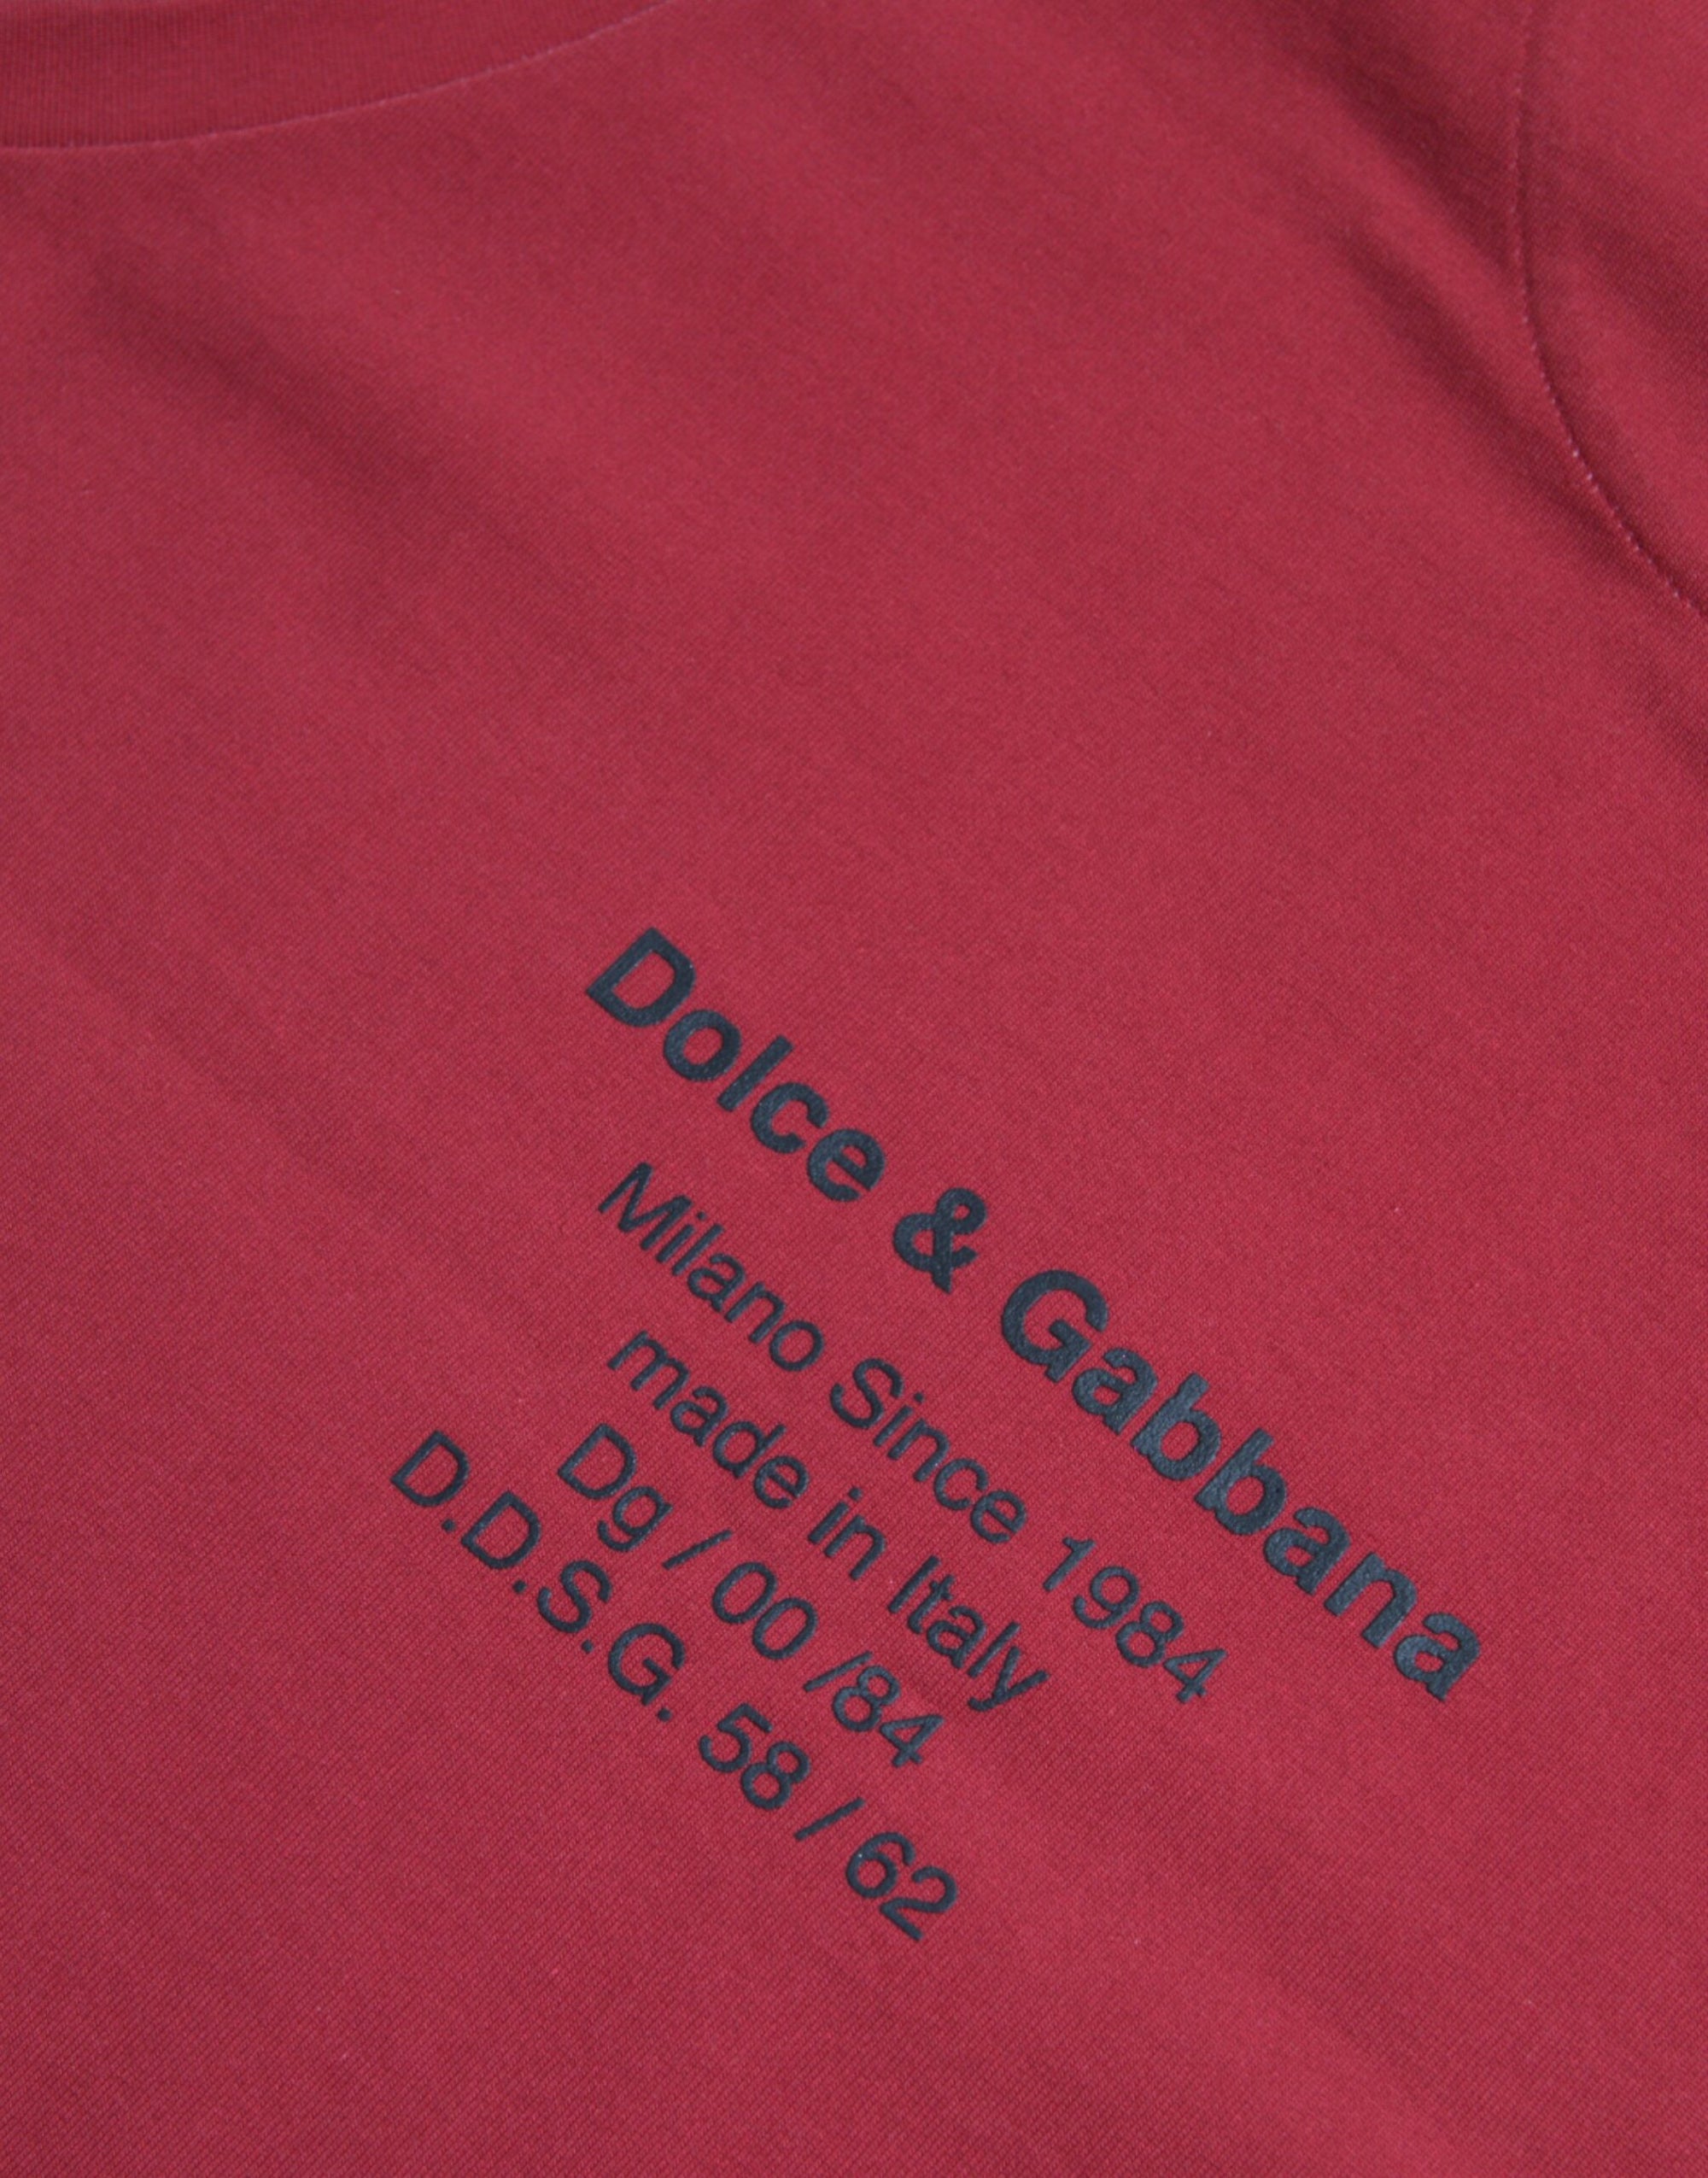 Dolce & Gabbana
Milano Since 1984
made in Italy
Dg / 00 /84
D.D.S.G. 58 / 62